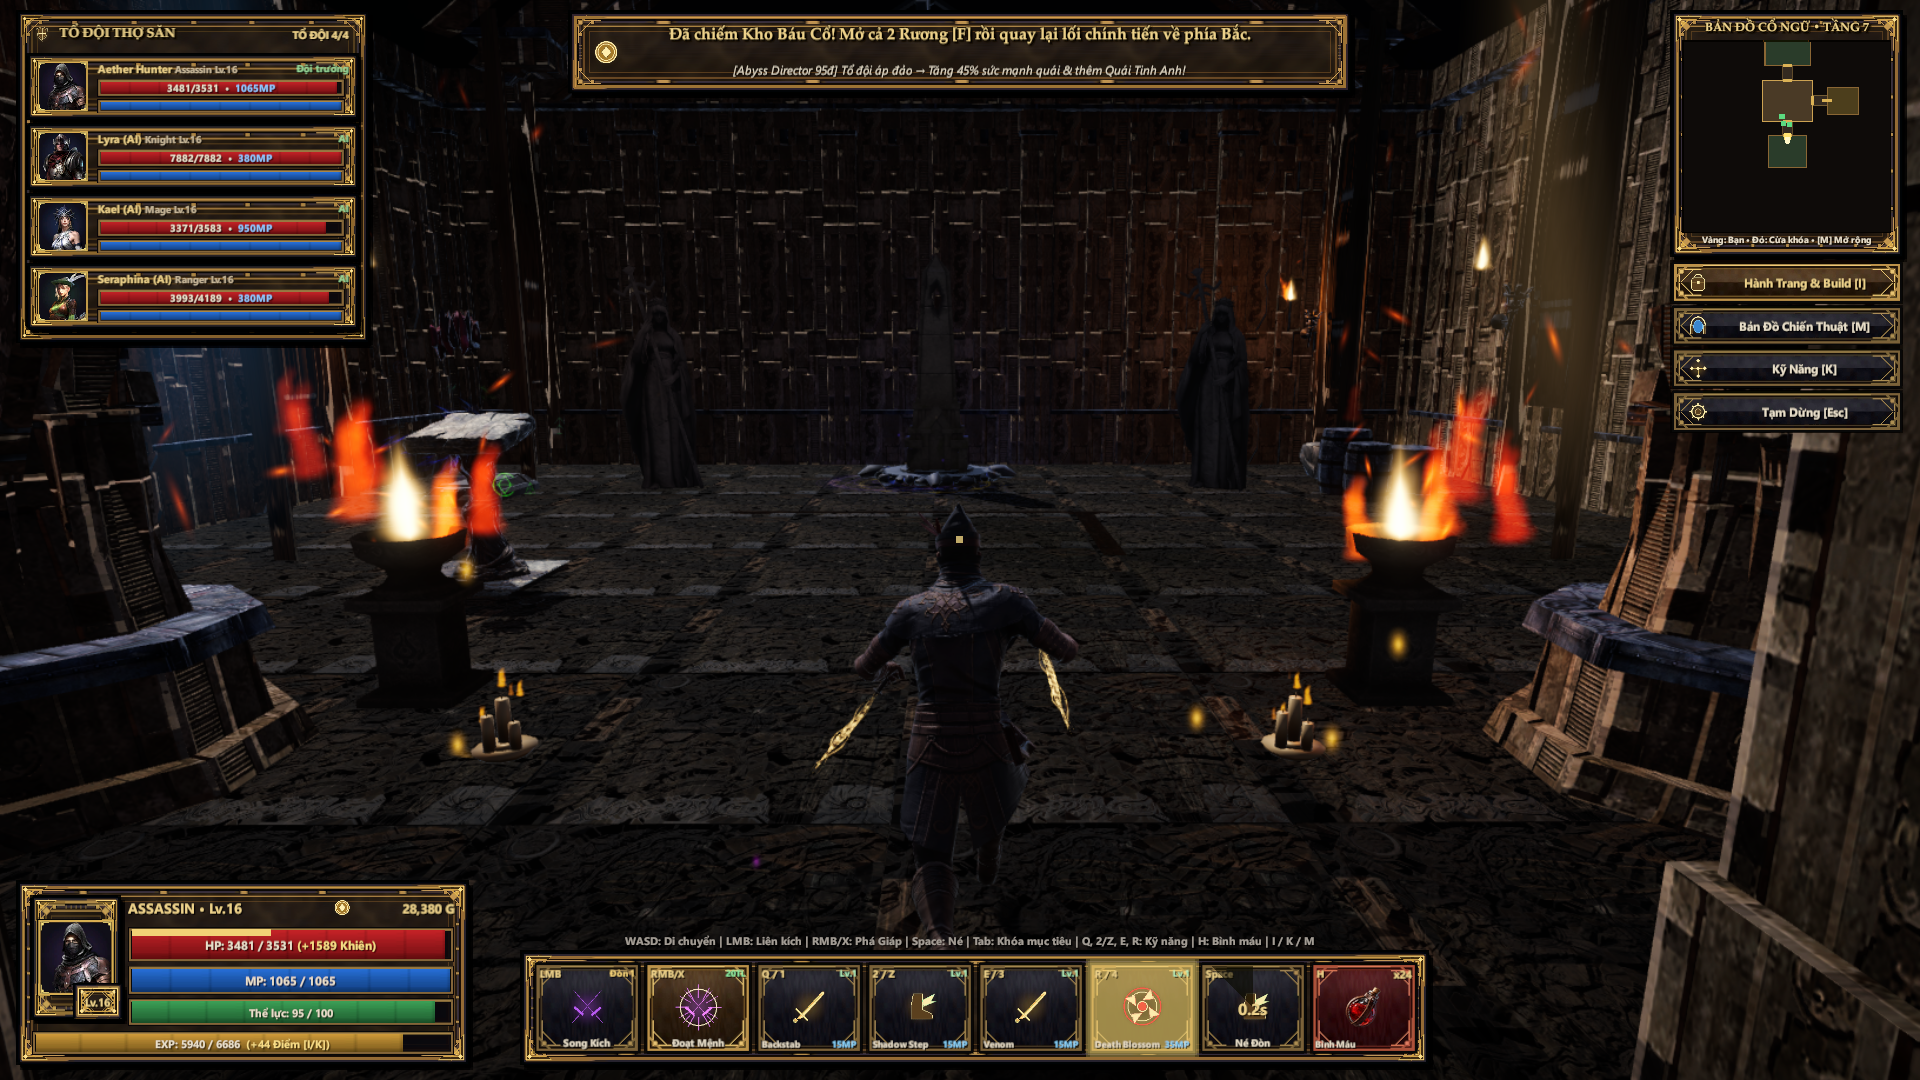 TỔ ĐỘI THỢ SĂN
TỔ ĐỘI 4/4
Aether Hunter Assassin Lv.16
Đội trưởng
3481/3531 • 1065MP
Lyra (AI) Knight Lv.16
AI
7882/7882 • 380MP
Kael (AI) Mage Lv.16
AI
3371/3583 • 950MP
Seraphina (AI) Ranger Lv.16
AI
3993/4189 • 380MP
Đã chiếm Kho Báu Cổ! Mở cả 2 Rương [F] rồi quay lại lối chính tiến về phía Bắc.
[Abyss Director 95đ] Tổ đội áp đảo → Tăng 45% sức mạnh quái & thêm Quái Tinh Anh!
BẢN ĐỒ CỔ NGỮ • TẦNG 7
Vàng: Bạn • Đỏ: Cửa khóa • [M] Mở rộng
Hành Trang & Build [I]
Bản Đồ Chiến Thuật [M]
Kỹ Năng [K]
Tạm Dừng [Esc]
ASSASSIN • Lv.16
28,380 G
HP: 3481 / 3531 (+1589 Khiên)
MP: 1065 / 1065
Thể lực: 95 / 100
Lv.16
EXP: 5940 / 6686 (+44 Điểm [I/K])
WASD: Di chuyển | LMB: Liên kích | RMB/X: Phá Giáp | Space: Né | Tab: Khóa mục tiêu | Q, 2/Z, E, R: Kỹ năng | H: Bình máu | I / K / M
LMB Đòn 1
Song Kích
RMB/X
Đoạt Mệnh
Q / 1 Lv.1
Backstab 15MP
2 / Z Lv.1
Shadow Step 15MP
E / 3 Lv.1
Venom 15MP
R / 4 Lv.1
Death Blossom 35MP
Space
0.2s
Né Đòn
H x24
Bình Máu